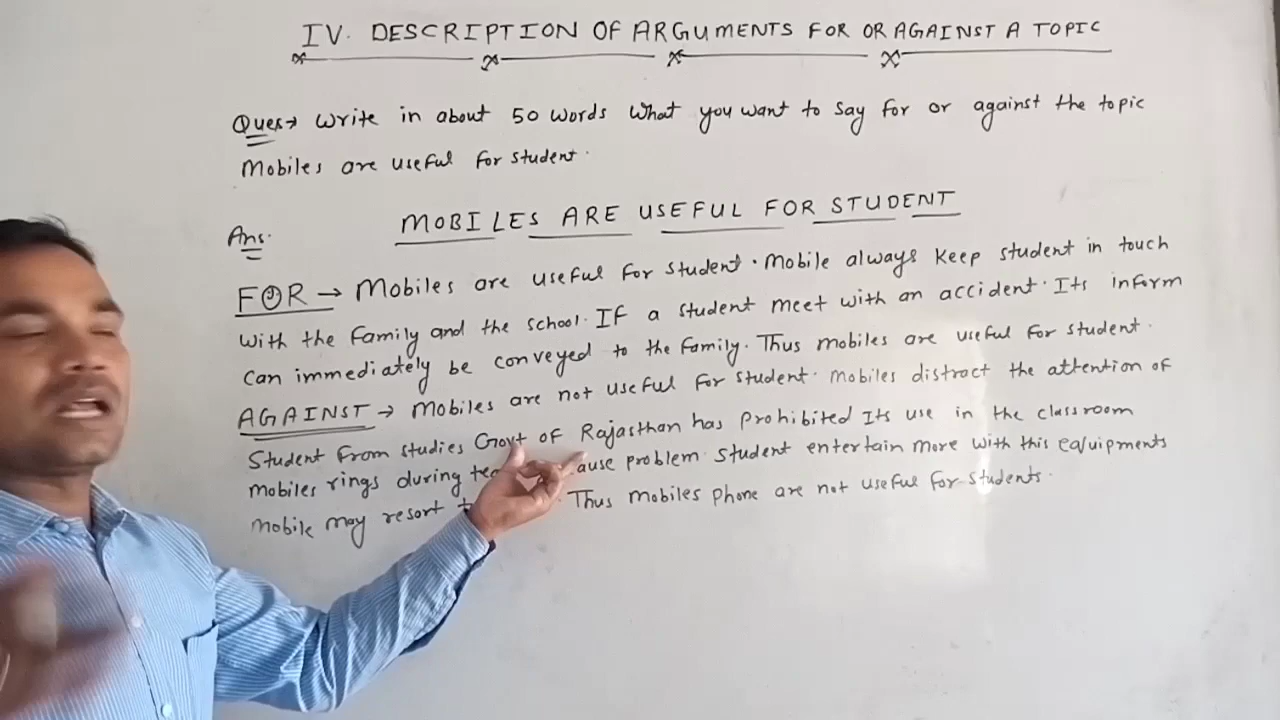 IV. DESCRIPTION OF ARGUMENTS FOR OR AGAINST A TOPIC
Ques→ Write in about 50 words what you want to say for or against the topic
Mobiles are useful for student.
Ans.
MOBILES ARE USEFUL FOR STUDENT
FOR → Mobiles are useful for student. Mobile always keep student in touch
with the family and the school. If a student meet with an accident. Its inform
can immediately be conveyed to the family. Thus mobiles are useful for student.
AGAINST → Mobiles are not useful for student. Mobiles distract the attention of
Student from studies Govt of Rajasthan has prohibited Its use in the classroom
mobiles rings during problem student entertain more with this equipments
mobile may resort Thus mobiles phone are not useful for students.